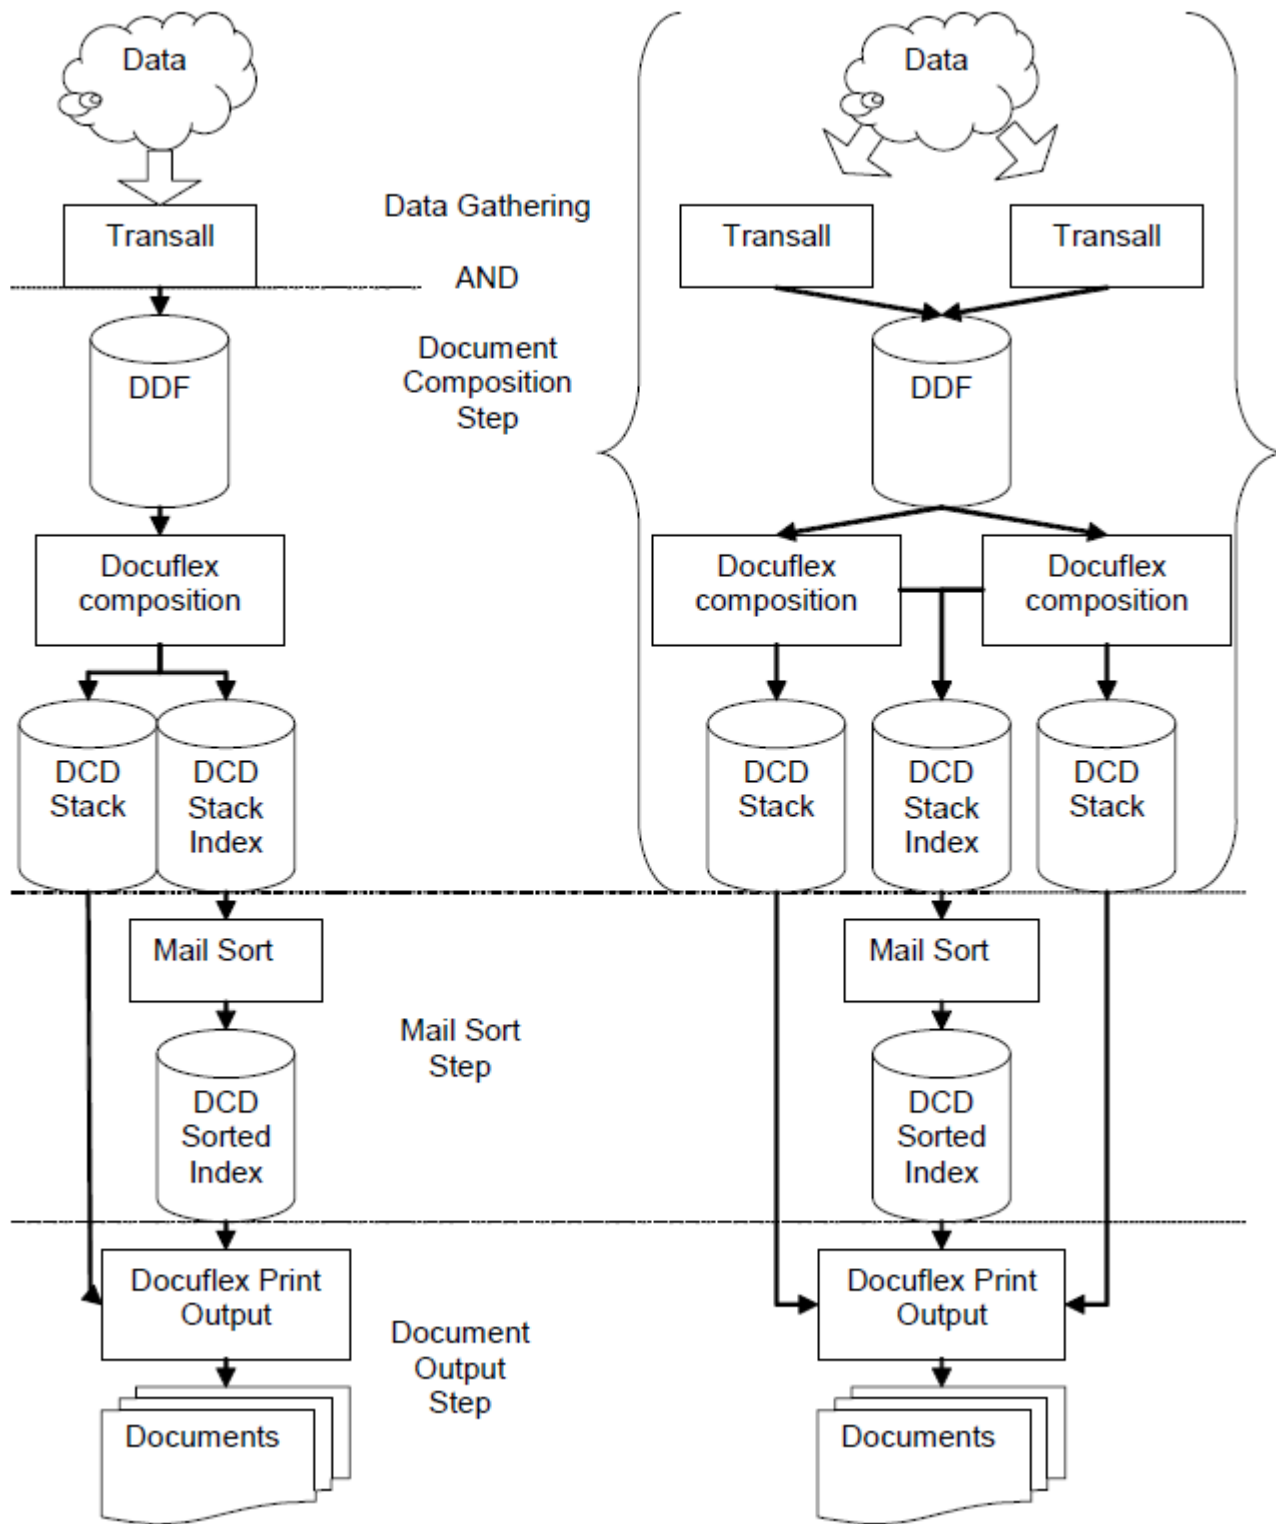 Data
Data
Transall
Data Gathering
AND
Document
Composition
Step
Transall
Transall
DDF
DDF
Docuflex
composition
Docuflex
composition
Docuflex
composition
DCD
Stack
DCD
Stack
Index
DCD
Stack
DCD
Stack
Index
DCD
Stack
Mail Sort
Mail Sort
Mail Sort
Step
DCD
Sorted
Index
DCD
Sorted
Index
Docuflex Print
Output
Document
Output
Step
Docuflex Print
Output
Documents
Documents